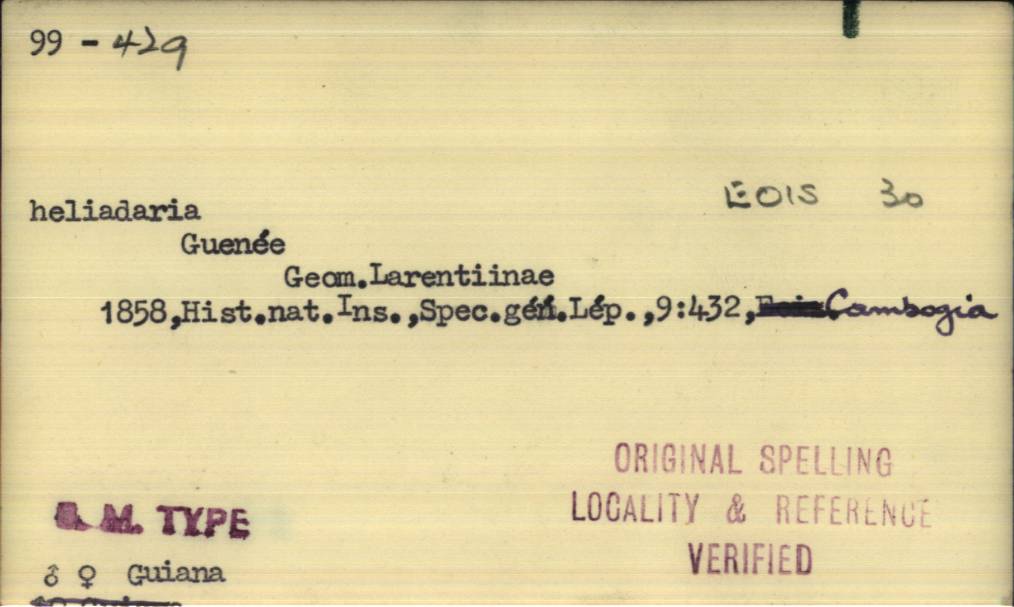 99 - 429
EOIS 30
heliadaria
Guenée
Geom.Larentiinae
1858,Hist.nat.Ins.,Spec.gén.Lép.,9:432, Cambogia
ORIGINAL SPELLING
LOCALITY & REFERENCE
VERIFIED
B. M. TYPE
♂ ♀ Guiana